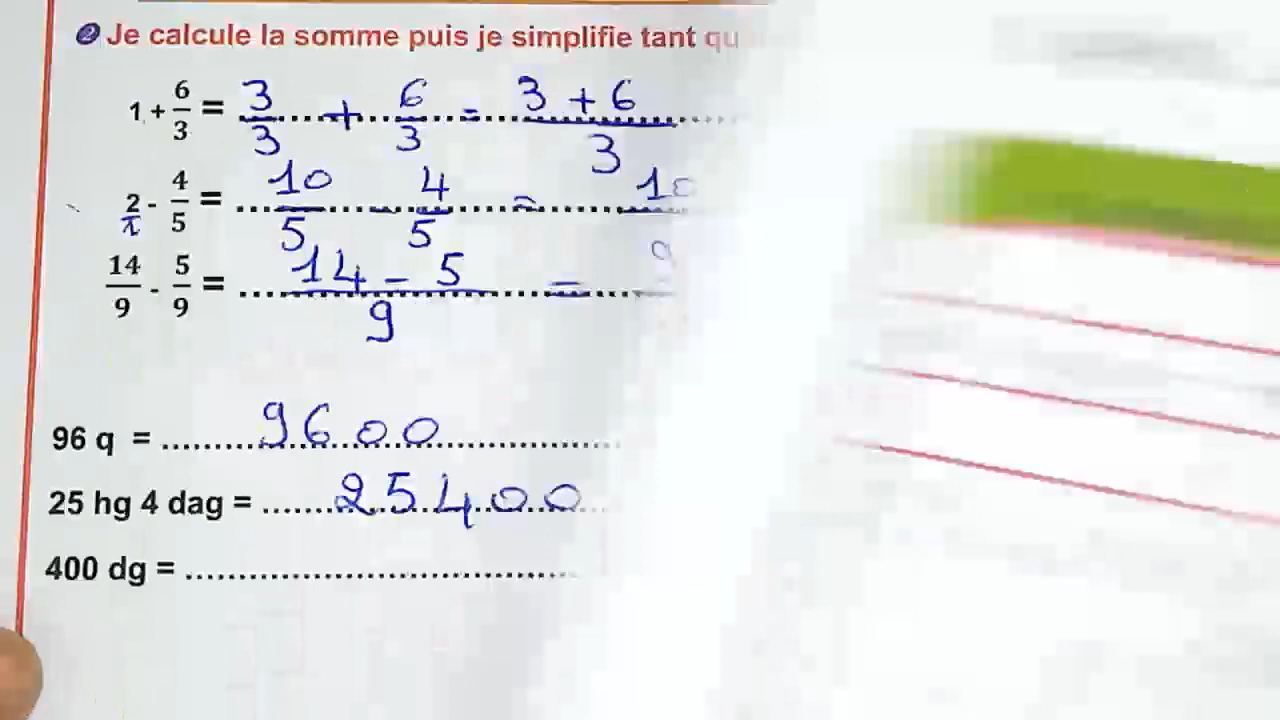 ❷ Je calcule la somme puis je simplifie tant qu
1 + 6/3 = 3/3 + 6/3 = 3 + 6/3
2/1 - 4/5 = 10/5 - 4/5 = 10
14/9 - 5/9 = 14 - 5/9 = 9
96 q = 9600
25 hg 4 dag = 25400
400 dg =